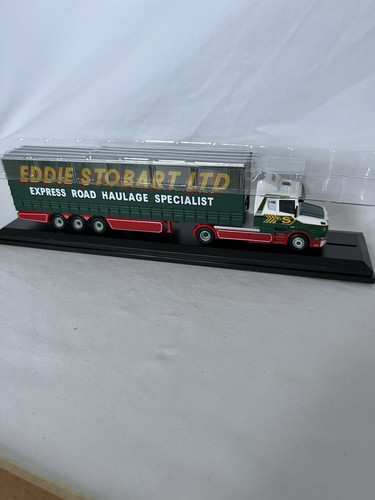 EDDIE STOBART LTD
EXPRESS ROAD HAULAGE SPECIALIST
S